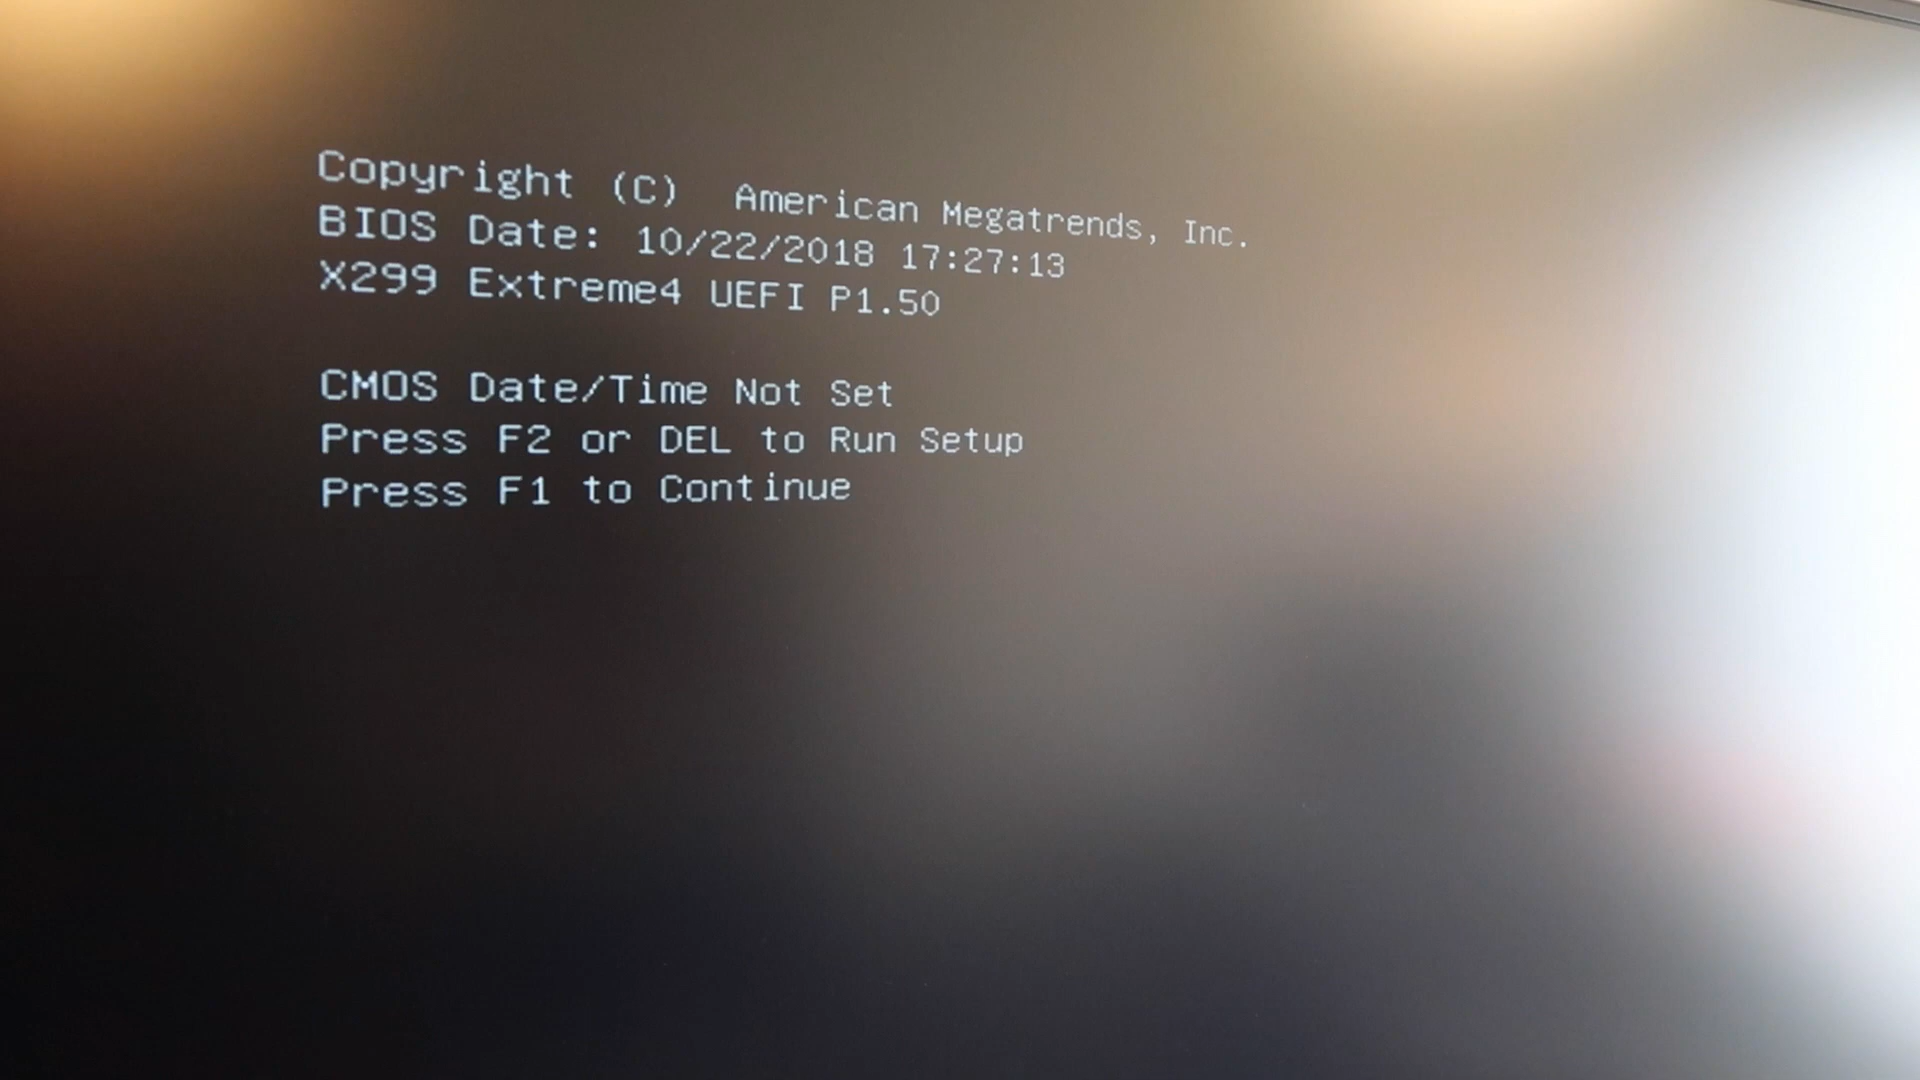 Copyright (C) American Megatrends, Inc.
BIOS Date: 10/22/2018 17:27:13
X299 Extreme4 UEFI P1.50
CMOS Date/Time Not Set
Press F2 or DEL to Run Setup
Press F1 to Continue